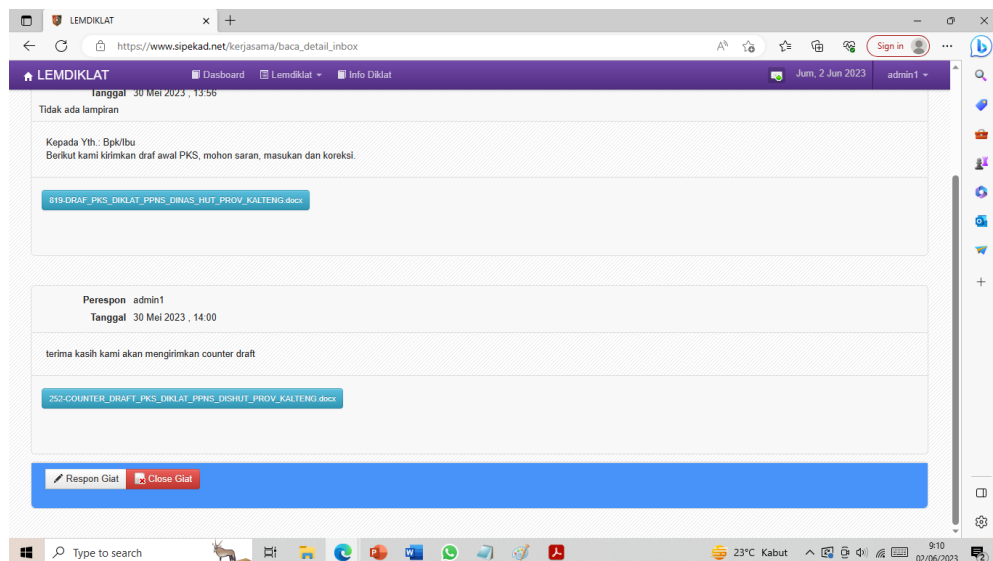 LEMDIKLAT
https://www.sipekad.net/kerjasama/baca_detail_inbox
Sign in
LEMDIKLAT Dasboard Lemdiklat Info Diklat Jum, 2 Jun 2023 admin1
Tanggal 30 Mei 2023 , 13:56
Tidak ada lampiran
Kepada Yth.: Bpk/Ibu
Berikut kami kirimkan draf awal PKS, mohon saran, masukan dan koreksi.
819-DRAF_PKS_DIKLAT_PPNS_DINAS_HUT_PROV_KALTENG.docx
Perespon admin1
Tanggal 30 Mei 2023 , 14:00
terima kasih kami akan mengirimkan counter draft
252-COUNTER_DRAFT_PKS_DIKLAT_PPNS_DISHUT_PROV_KALTENG.docx
Respon Giat Close Giat
Type to search
23°C Kabut
9:10
02/06/2023
2